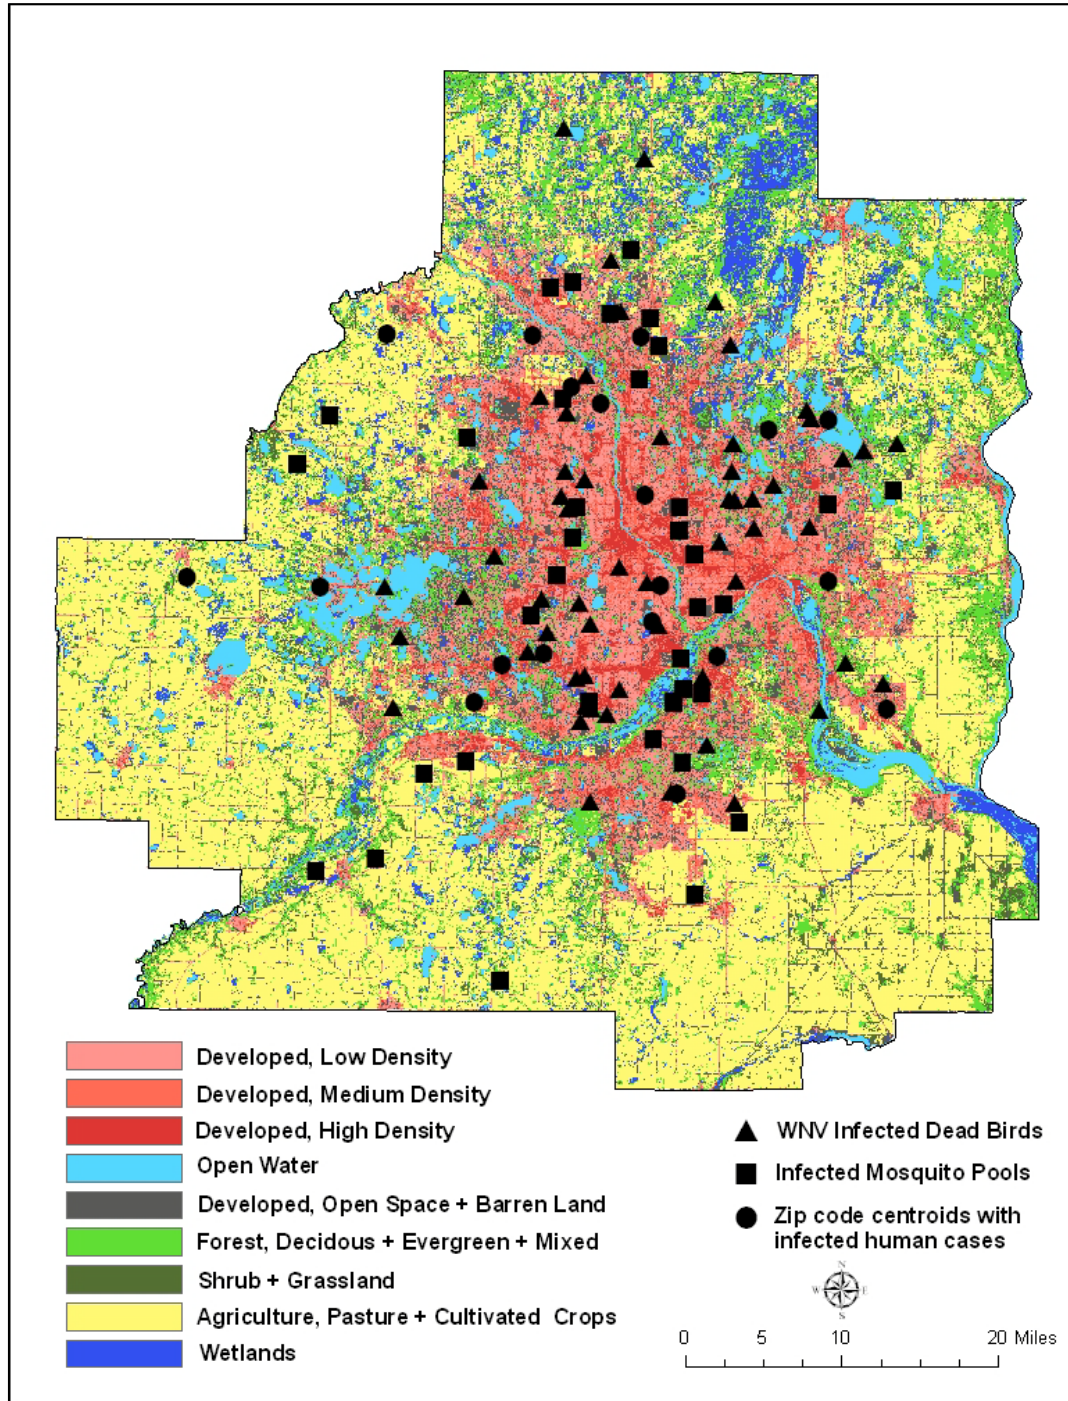 Developed, Low Density
Developed, Medium Density
Developed, High Density
Open Water
Developed, Open Space + Barren Land
Forest, Decidous + Evergreen + Mixed
Shrub + Grassland
Agriculture, Pasture + Cultivated Crops
Wetlands
WNV Infected Dead Birds
Infected Mosquito Pools
Zip code centroids with
infected human cases
N
W E
S
0 5 10 20 Miles